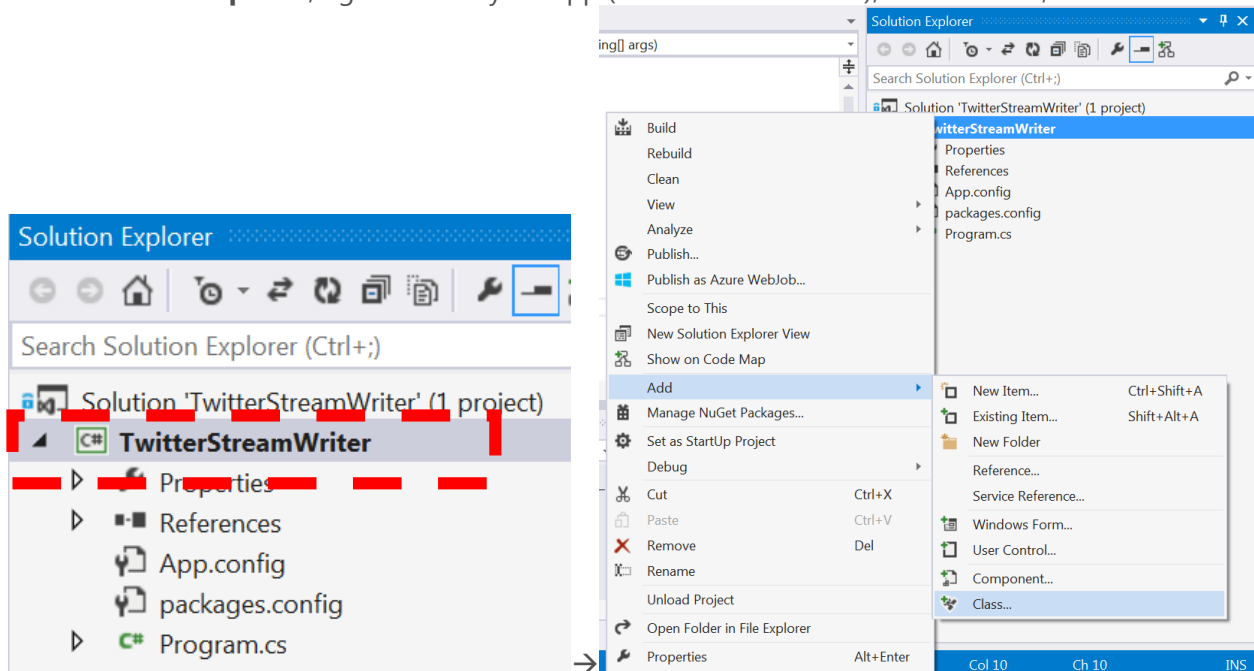 Solution Explorer
Search Solution Explorer (Ctrl+;)
Solution 'TwitterStreamWriter' (1 project)
C# TwitterStreamWriter
Properties
References
App.config
packages.config
C# Program.cs
→
ing[] args)
Solution Explorer
Search Solution Explorer (Ctrl+;)
Solution 'TwitterStreamWriter' (1 project)
witterStreamWriter
Properties
References
App.config
packages.config
Program.cs
Build
Rebuild
Clean
View
Analyze
Publish...
Publish as Azure WebJob...
Scope to This
New Solution Explorer View
Show on Code Map
Add
Manage NuGet Packages...
Set as StartUp Project
Debug
Cut Ctrl+X
Paste Ctrl+V
Remove Del
Rename
Unload Project
Open Folder in File Explorer
Properties Alt+Enter
New Item... Ctrl+Shift+A
Existing Item... Shift+Alt+A
New Folder
Reference...
Service Reference...
Windows Form...
User Control...
Component...
Class...
Col 10 Ch 10 INS